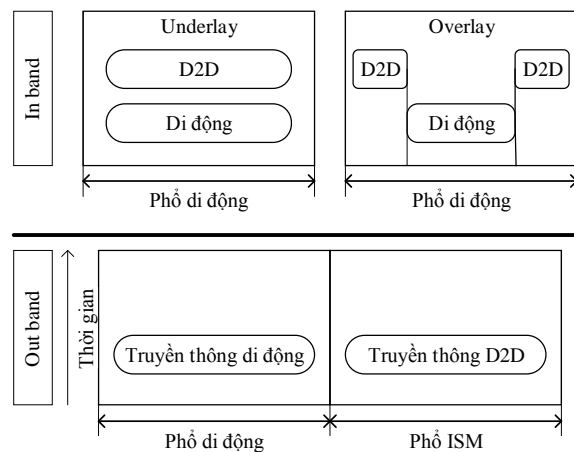 Underlay
Overlay
In band
D2D
Di động
D2D
D2D
Di động
Phổ di động
Phổ di động
Out band
Thời gian
Truyền thông di động
Truyền thông D2D
Phổ di động
Phổ ISM